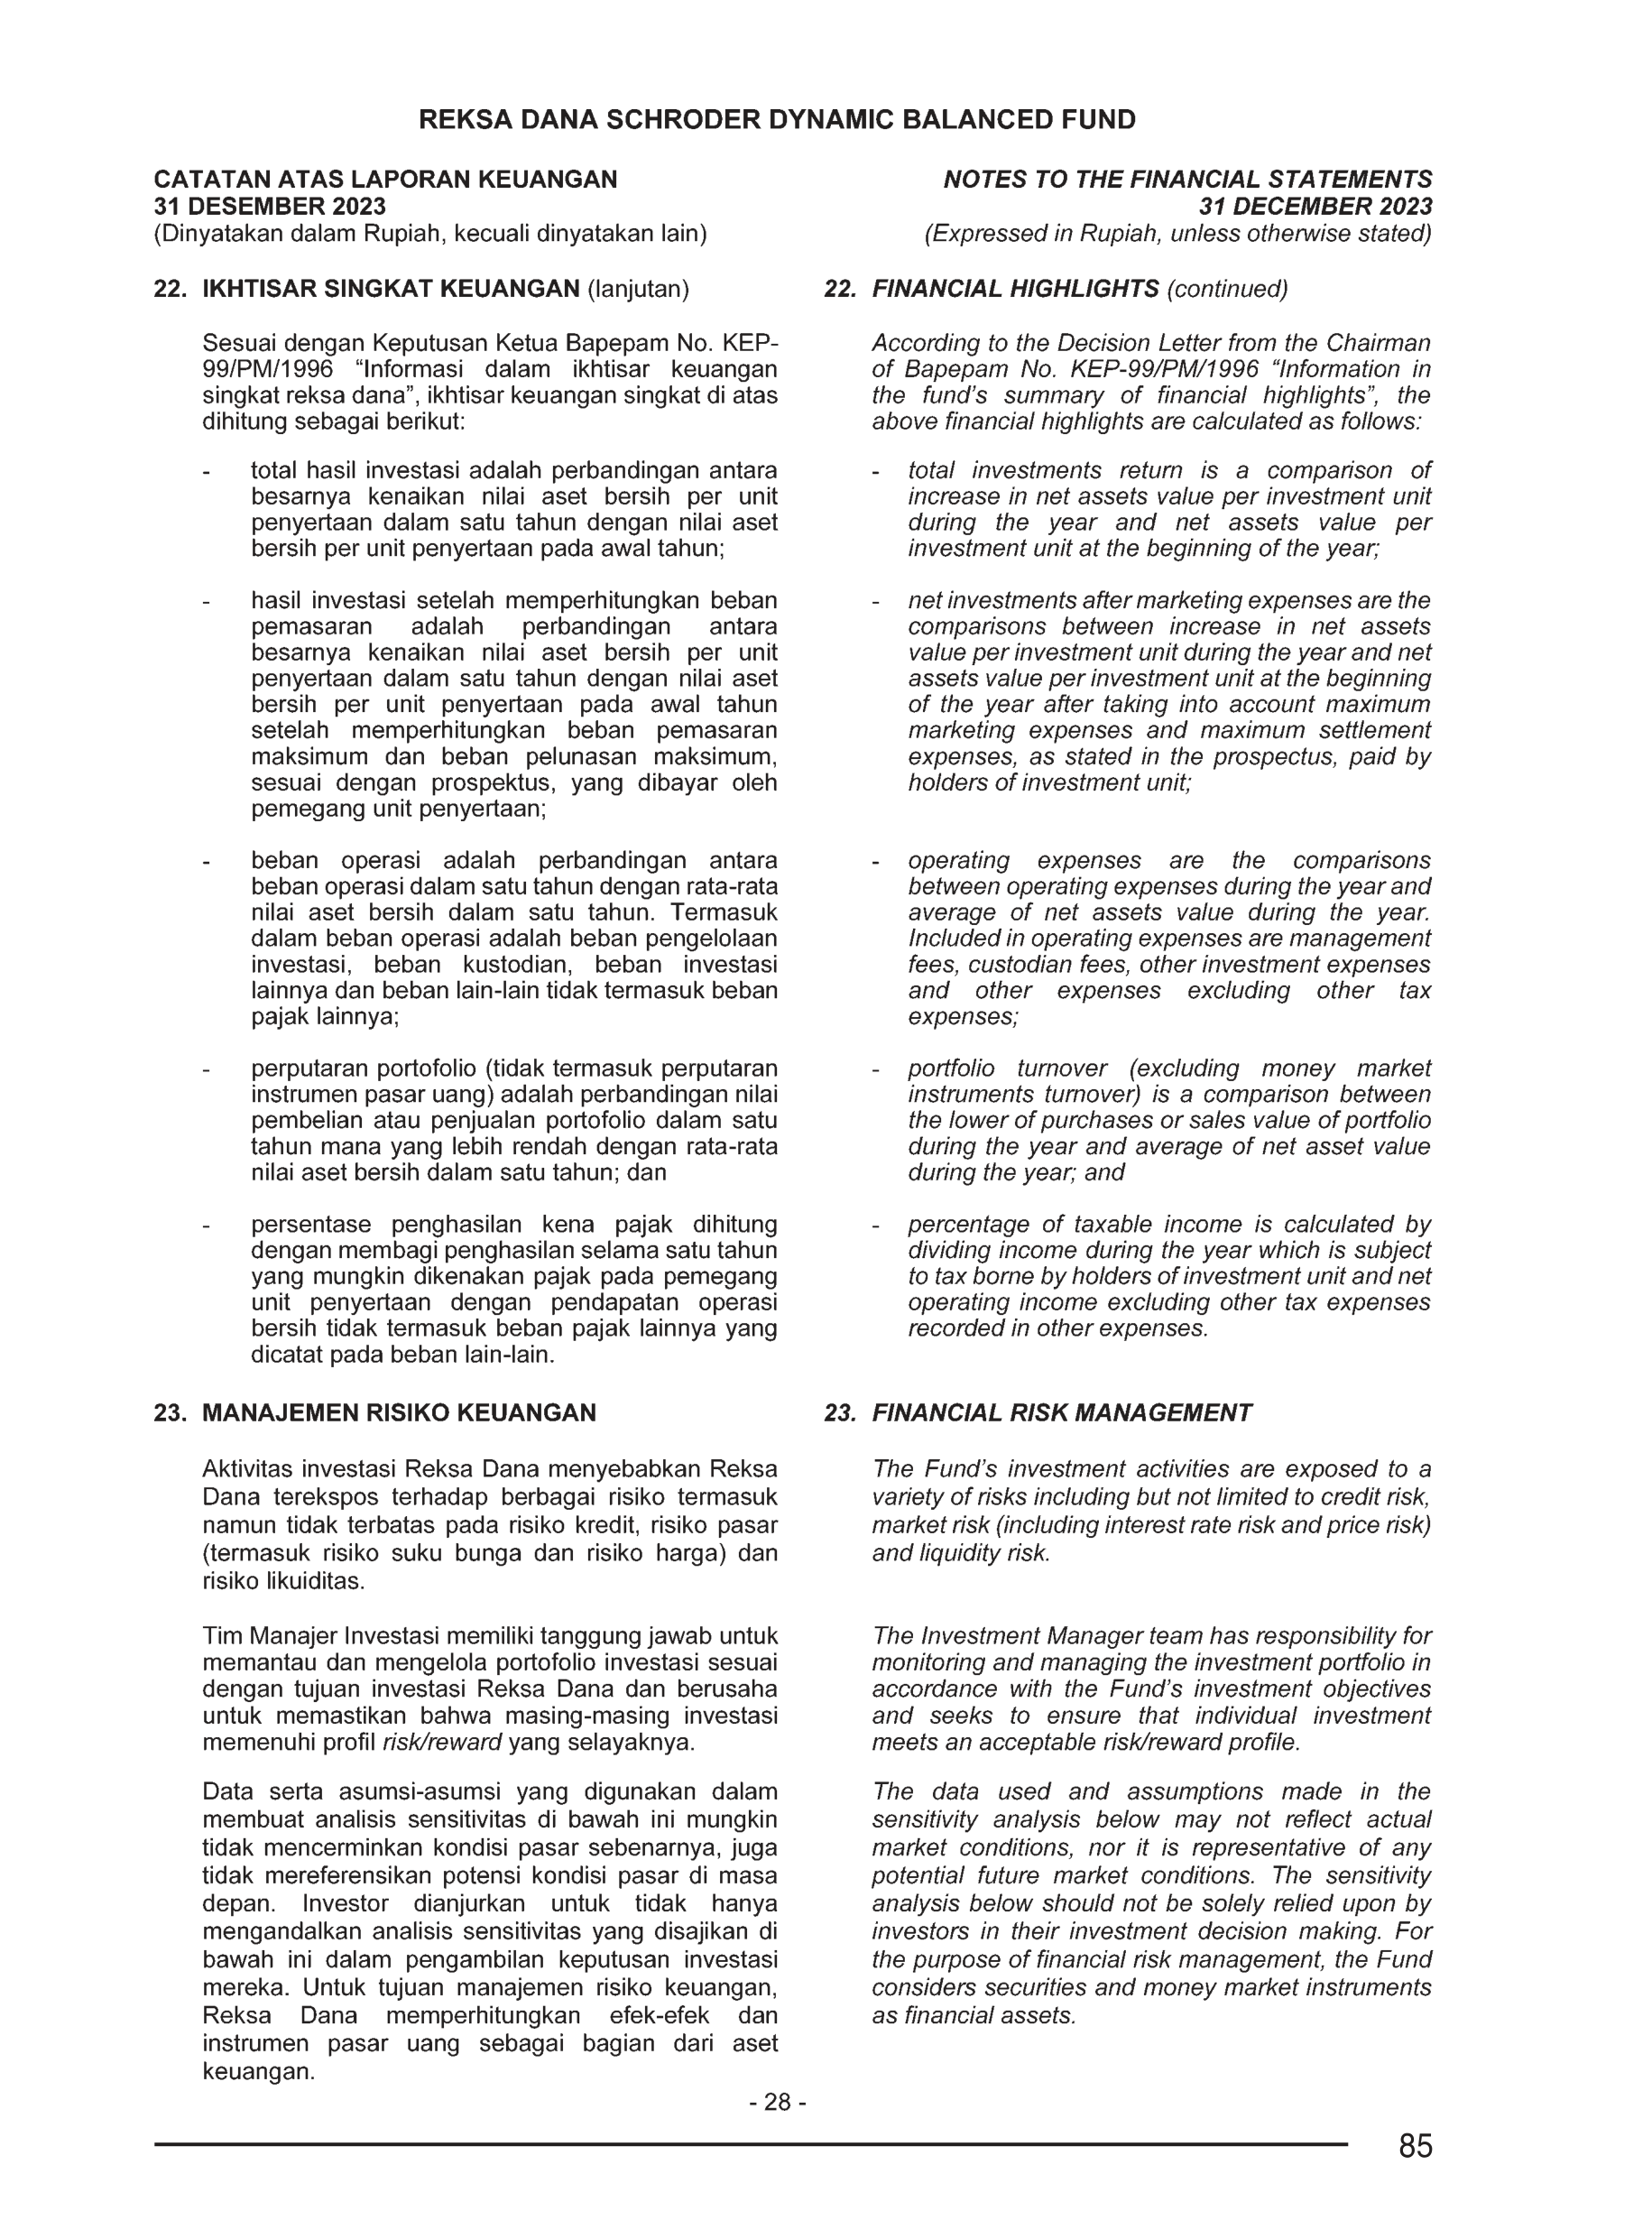 REKSA DANA SCHRODER DYNAMIC BALANCED FUND
CATATAN ATAS LAPORAN KEUANGAN
31 DESEMBER 2023
(Dinyatakan dalam Rupiah, kecuali dinyatakan lain)
NOTES TO THE FINANCIAL STATEMENTS
31 DECEMBER 2023
(Expressed in Rupiah, unless otherwise stated)
22. IKHTISAR SINGKAT KEUANGAN (lanjutan)
Sesuai dengan Keputusan Ketua Bapepam No. KEP-
99/PM/1996 “Informasi dalam ikhtisar keuangan
singkat reksa dana”, ikhtisar keuangan singkat di atas
dihitung sebagai berikut:
- total hasil investasi adalah perbandingan antara
besarnya kenaikan nilai aset bersih per unit
penyertaan dalam satu tahun dengan nilai aset
bersih per unit penyertaan pada awal tahun;
- hasil investasi setelah memperhitungkan beban
pemasaran adalah perbandingan antara
besarnya kenaikan nilai aset bersih per unit
penyertaan dalam satu tahun dengan nilai aset
bersih per unit penyertaan pada awal tahun
setelah memperhitungkan beban pemasaran
maksimum dan beban pelunasan maksimum,
sesuai dengan prospektus, yang dibayar oleh
pemegang unit penyertaan;
- beban operasi adalah perbandingan antara
beban operasi dalam satu tahun dengan rata-rata
nilai aset bersih dalam satu tahun. Termasuk
dalam beban operasi adalah beban pengelolaan
investasi, beban kustodian, beban investasi
lainnya dan beban lain-lain tidak termasuk beban
pajak lainnya;
- perputaran portofolio (tidak termasuk perputaran
instrumen pasar uang) adalah perbandingan nilai
pembelian atau penjualan portofolio dalam satu
tahun mana yang lebih rendah dengan rata-rata
nilai aset bersih dalam satu tahun; dan
- persentase penghasilan kena pajak dihitung
dengan membagi penghasilan selama satu tahun
yang mungkin dikenakan pajak pada pemegang
unit penyertaan dengan pendapatan operasi
bersih tidak termasuk beban pajak lainnya yang
dicatat pada beban lain-lain.
23. MANAJEMEN RISIKO KEUANGAN
Aktivitas investasi Reksa Dana menyebabkan Reksa
Dana terekspos terhadap berbagai risiko termasuk
namun tidak terbatas pada risiko kredit, risiko pasar
(termasuk risiko suku bunga dan risiko harga) dan
risiko likuiditas.
Tim Manajer Investasi memiliki tanggung jawab untuk
memantau dan mengelola portofolio investasi sesuai
dengan tujuan investasi Reksa Dana dan berusaha
untuk memastikan bahwa masing-masing investasi
memenuhi profil risk/reward yang selayaknya.
Data serta asumsi-asumsi yang digunakan dalam
membuat analisis sensitivitas di bawah ini mungkin
tidak mencerminkan kondisi pasar sebenarnya, juga
tidak mereferensikan potensi kondisi pasar di masa
depan. Investor dianjurkan untuk tidak hanya
mengandalkan analisis sensitivitas yang disajikan di
bawah ini dalam pengambilan keputusan investasi
mereka. Untuk tujuan manajemen risiko keuangan,
Reksa Dana memperhitungkan efek-efek dan
instrumen pasar uang sebagai bagian dari aset
keuangan.
22. FINANCIAL HIGHLIGHTS (continued)
According to the Decision Letter from the Chairman
of Bapepam No. KEP-99/PM/1996 “Information in
the fund’s summary of financial highlights”, the
above financial highlights are calculated as follows:
- total investments return is a comparison of
increase in net assets value per investment unit
during the year and net assets value per
investment unit at the beginning of the year;
- net investments after marketing expenses are the
comparisons between increase in net assets
value per investment unit during the year and net
assets value per investment unit at the beginning
of the year after taking into account maximum
marketing expenses and maximum settlement
expenses, as stated in the prospectus, paid by
holders of investment unit;
- operating expenses are the comparisons
between operating expenses during the year and
average of net assets value during the year.
Included in operating expenses are management
fees, custodian fees, other investment expenses
and other expenses excluding other tax
expenses;
- portfolio turnover (excluding money market
instruments turnover) is a comparison between
the lower of purchases or sales value of portfolio
during the year and average of net asset value
during the year; and
- percentage of taxable income is calculated by
dividing income during the year which is subject
to tax borne by holders of investment unit and net
operating income excluding other tax expenses
recorded in other expenses.
23. FINANCIAL RISK MANAGEMENT
The Fund’s investment activities are exposed to a
variety of risks including but not limited to credit risk,
market risk (including interest rate risk and price risk)
and liquidity risk.
The Investment Manager team has responsibility for
monitoring and managing the investment portfolio in
accordance with the Fund’s investment objectives
and seeks to ensure that individual investment
meets an acceptable risk/reward profile.
The data used and assumptions made in the
sensitivity analysis below may not reflect actual
market conditions, nor it is representative of any
potential future market conditions. The sensitivity
analysis below should not be solely relied upon by
investors in their investment decision making. For
the purpose of financial risk management, the Fund
considers securities and money market instruments
as financial assets.
- 28 -
85